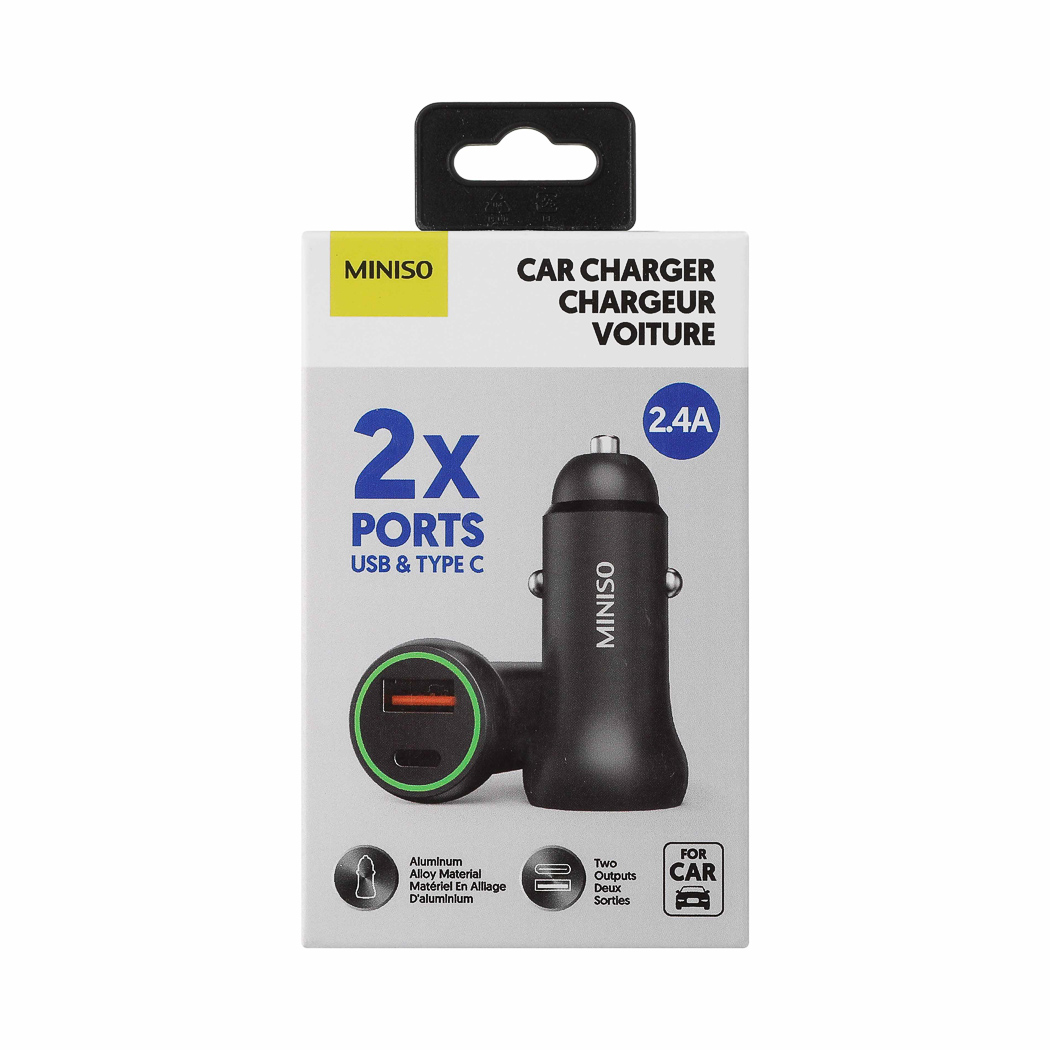 MINISO
CAR CHARGER
CHARGEUR
VOITURE
2.4A
2x
PORTS
USB & TYPE C
MINISO
Aluminum
Alloy Material
Matériel En Alliage
D'aluminium
Two
Outputs
Deux
Sorties
FOR
CAR